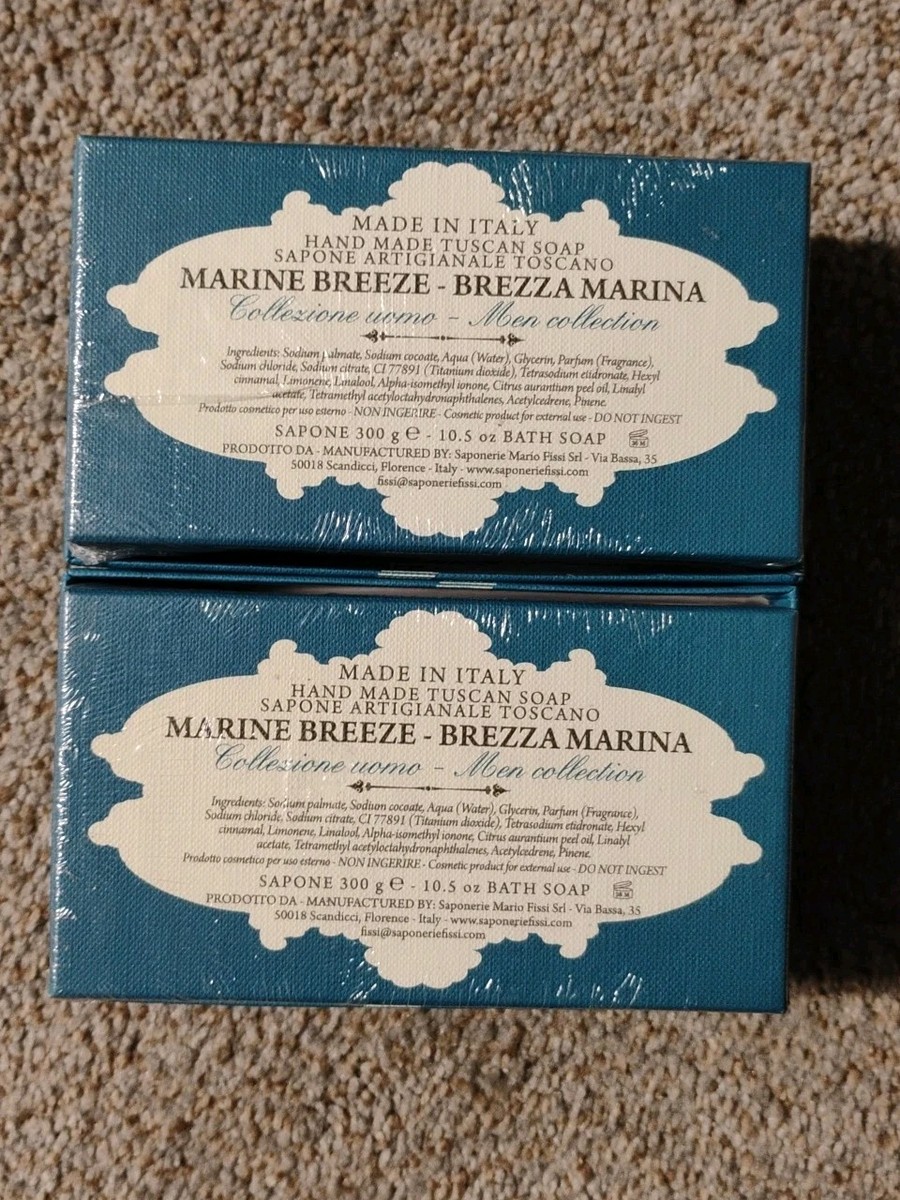 MADE IN ITALY
HAND MADE TUSCAN SOAP
SAPONE ARTIGIANALE TOSCANO
MARINE BREEZE - BREZZA MARINA
Collezione uomo - Men collection
Ingredients: Sodium palmate, Sodium cocoate, Aqua (Water), Glycerin, Parfum (Fragrance),
Sodium chloride, Sodium citrate, CI 77891 (Titanium dioxide), Tetrasodium etidronate, Hexyl
cinnamal, Limonene, Linalool, Alpha-isomethyl ionone, Citrus aurantium peel oil, Linalyl
acetate, Tetramethyl acetyloctahydronaphthalenes, Acetylcedrene, Pinene.
Prodotto cosmetico per uso esterno - NON INGERIRE - Cosmetic product for external use - DO NOT INGEST
SAPONE 300 g ℮ - 10.5 oz BATH SOAP
PRODOTTO DA - MANUFACTURED BY: Saponerie Mario Fissi Srl - Via Bassa, 35
50018 Scandicci, Florence - Italy - www.saponeriefissi.com
fissi@saponeriefissi.com
MADE IN ITALY
HAND MADE TUSCAN SOAP
SAPONE ARTIGIANALE TOSCANO
MARINE BREEZE - BREZZA MARINA
Collezione uomo - Men collection
Ingredients: Sodium palmate, Sodium cocoate, Aqua (Water), Glycerin, Parfum (Fragrance),
Sodium chloride, Sodium citrate, CI 77891 (Titanium dioxide), Tetrasodium etidronate, Hexyl
cinnamal, Limonene, Linalool, Alpha-isomethyl ionone, Citrus aurantium peel oil, Linalyl
acetate, Tetramethyl acetyloctahydronaphthalenes, Acetylcedrene, Pinene.
Prodotto cosmetico per uso esterno - NON INGERIRE - Cosmetic product for external use - DO NOT INGEST
SAPONE 300 g ℮ - 10.5 oz BATH SOAP
PRODOTTO DA - MANUFACTURED BY: Saponerie Mario Fissi Srl - Via Bassa, 35
50018 Scandicci, Florence - Italy - www.saponeriefissi.com
fissi@saponeriefissi.com